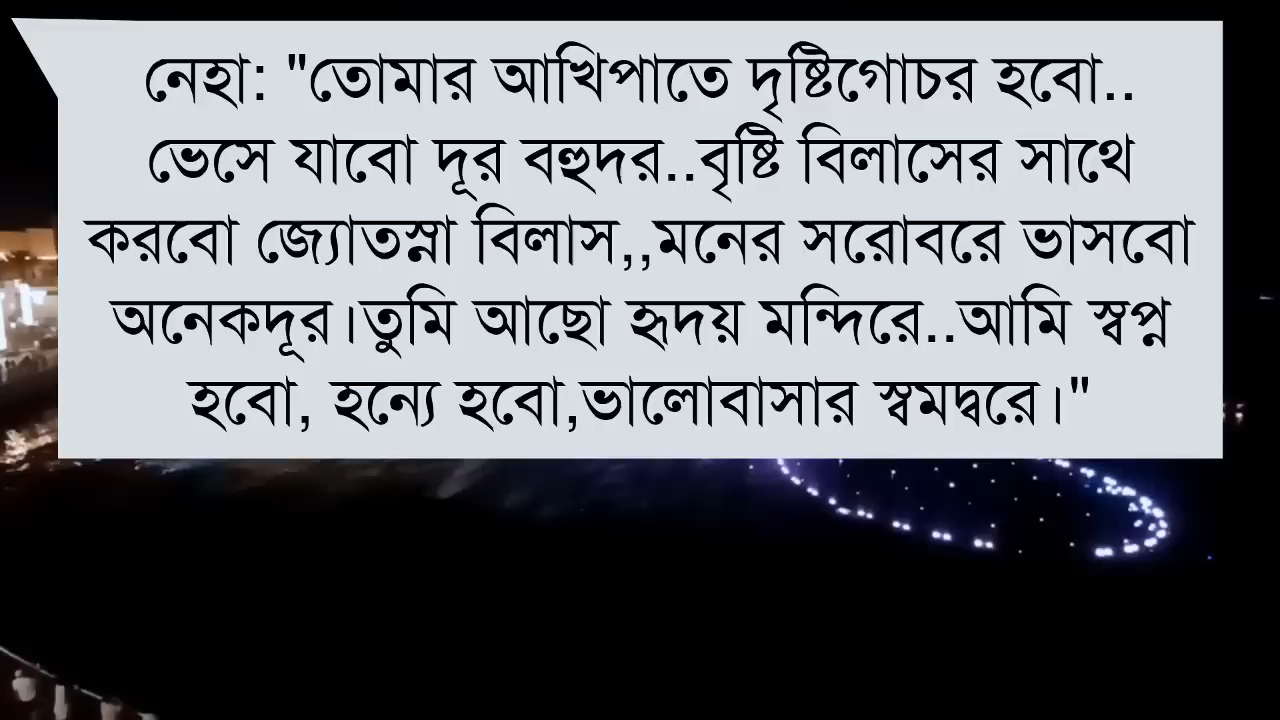 নেহা: "তোমার আখিপাতে দৃষ্টিগোচর হবো..
ভেসে যাবো দূর বহুদর..বৃষ্টি বিলাসের সাথে
করবো জ্যোতস্না বিলাস,,মনের সরোবরে ভাসবো
অনেকদূর।তুমি আছো হৃদয় মন্দিরে..আমি স্বপ্ন
হবো, হন্যে হবো,ভালোবাসার স্বমদ্বরে।"